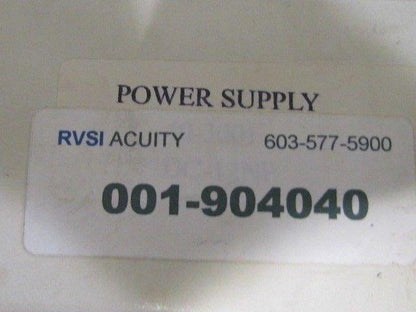 POWER SUPPLY
RVSI ACUITY 603-577-5900
001-904040